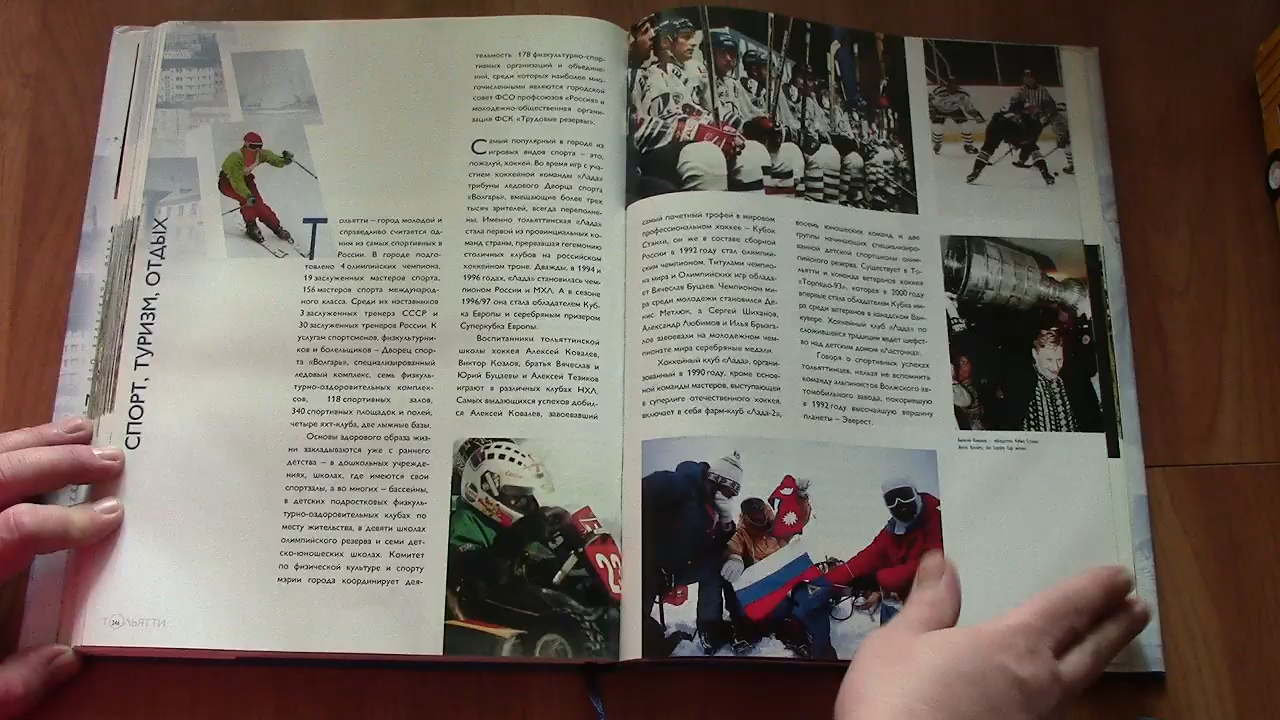 СПОРТ, ТУРИЗМ, ОТДЫХ
Тольятти – город молодой и
справедливо считается од-
ним из самых спортивных в
России. В городе подго-
товлено 4 олимпийских чемпиона,
19 заслуженных мастеров спорта,
156 мастеров спорта международ-
ного класса. Среди их наставников
3 заслуженных тренера СССР и
30 заслуженных тренеров России. К
услугам спортсменов, физкультурни-
ков и болельщиков – Дворец спор-
та «Волгарь», специализированный
ледовый комплекс, семь физкуль-
турно-оздоровительных комплек-
сов, 118 спортивных залов,
340 спортивных площадок и полей,
четыре яхт-клуба, две лыжные базы.
Основы здорового образа жиз-
ни закладываются уже с раннего
детства – в дошкольных учрежде-
ниях, школах, где имеются свои
спортзалы, а во многих – бассейны,
в детских подростковых физкуль-
турно-оздоровительных клубах по
месту жительства, в девяти школах
олимпийского резерва и семи дет-
ско-юношеских школах. Комитет
по физической культуре и спорту
мэрии города координирует дея-
тельность 178 физкультурно-спор-
тивных организаций и объедине-
ний, среди которых наиболее мно-
гочисленными являются городской
совет ФСО профсоюзов «Россия» и
молодежно-общественная органи-
зация ФСК «Трудовые резервы».
Самый популярный в городе из
игровых видов спорта – это,
пожалуй, хоккей. Во время игр с уча-
стием хоккейной команды «Лада»
трибуны ледового Дворца спорта
«Волгарь», вмещающие более трех
тысяч зрителей, всегда переполне-
ны. Именно тольяттинская «Лада»
стала первой из провинциальных ко-
манд страны, прервавшая гегемонию
столичных клубов на российском
хоккейном троне. Дважды, в 1994 и
1996 годах, «Лада» становилась чем-
пионом России и МХЛ. А в сезоне
1996/97 она стала обладателем Куб-
ка Европы и серебряным призером
Суперкубка Европы.
Воспитанники тольяттинской
школы хоккея Алексей Ковалев,
Виктор Козлов, братья Вячеслав и
Юрий Буцаевы и Алексей Тезиков
играют в различных клубах НХЛ.
Самых выдающихся успехов добил-
ся Алексей Ковалев, завоевавший
ТОЛЬЯТТИ
246
самый почетный трофей в мировом
профессиональном хоккее – Кубок
Стэнли, он же в составе сборной
России в 1992 году стал олимпий-
ским чемпионом. Титулами чемпио-
на мира и Олимпийских игр облада-
ет Вячеслав Буцаев. Чемпионом ми-
ра среди молодежи становился Де-
нис Метлюк, а Сергей Шиханов,
Александр Любимов и Илья Брызга-
лов завоевали на молодежном чем-
пионате мира серебряные медали.
Хоккейный клуб «Лада», органи-
зованный в 1990 году, кроме основ-
ной команды мастеров, выступающей
в суперлиге отечественного хоккея,
включает в себя фарм-клуб «Лада-2»,
восемь юношеских команд и две
группы начинающих специализиро-
ванной детской спортшколы олим-
пийского резерва. Существует в То-
льятти и команда ветеранов хоккея
«Торпедо-93», которая в 2000 году
впервые стала обладателем Кубка ми-
ра среди ветеранов в канадском Ван-
кувере. Хоккейный клуб «Лада» по
сложившейся традиции ведет шефст-
во над детским домом «Ласточка».
Говоря о спортивных успехах
тольяттинцев, нельзя не вспомнить
команду альпинистов Волжского ав-
томобильного завода, покорившую
в 1992 году высочайшую вершину
планеты – Эверест.
Алексей Ковалев – обладатель Кубка Стэнли
23